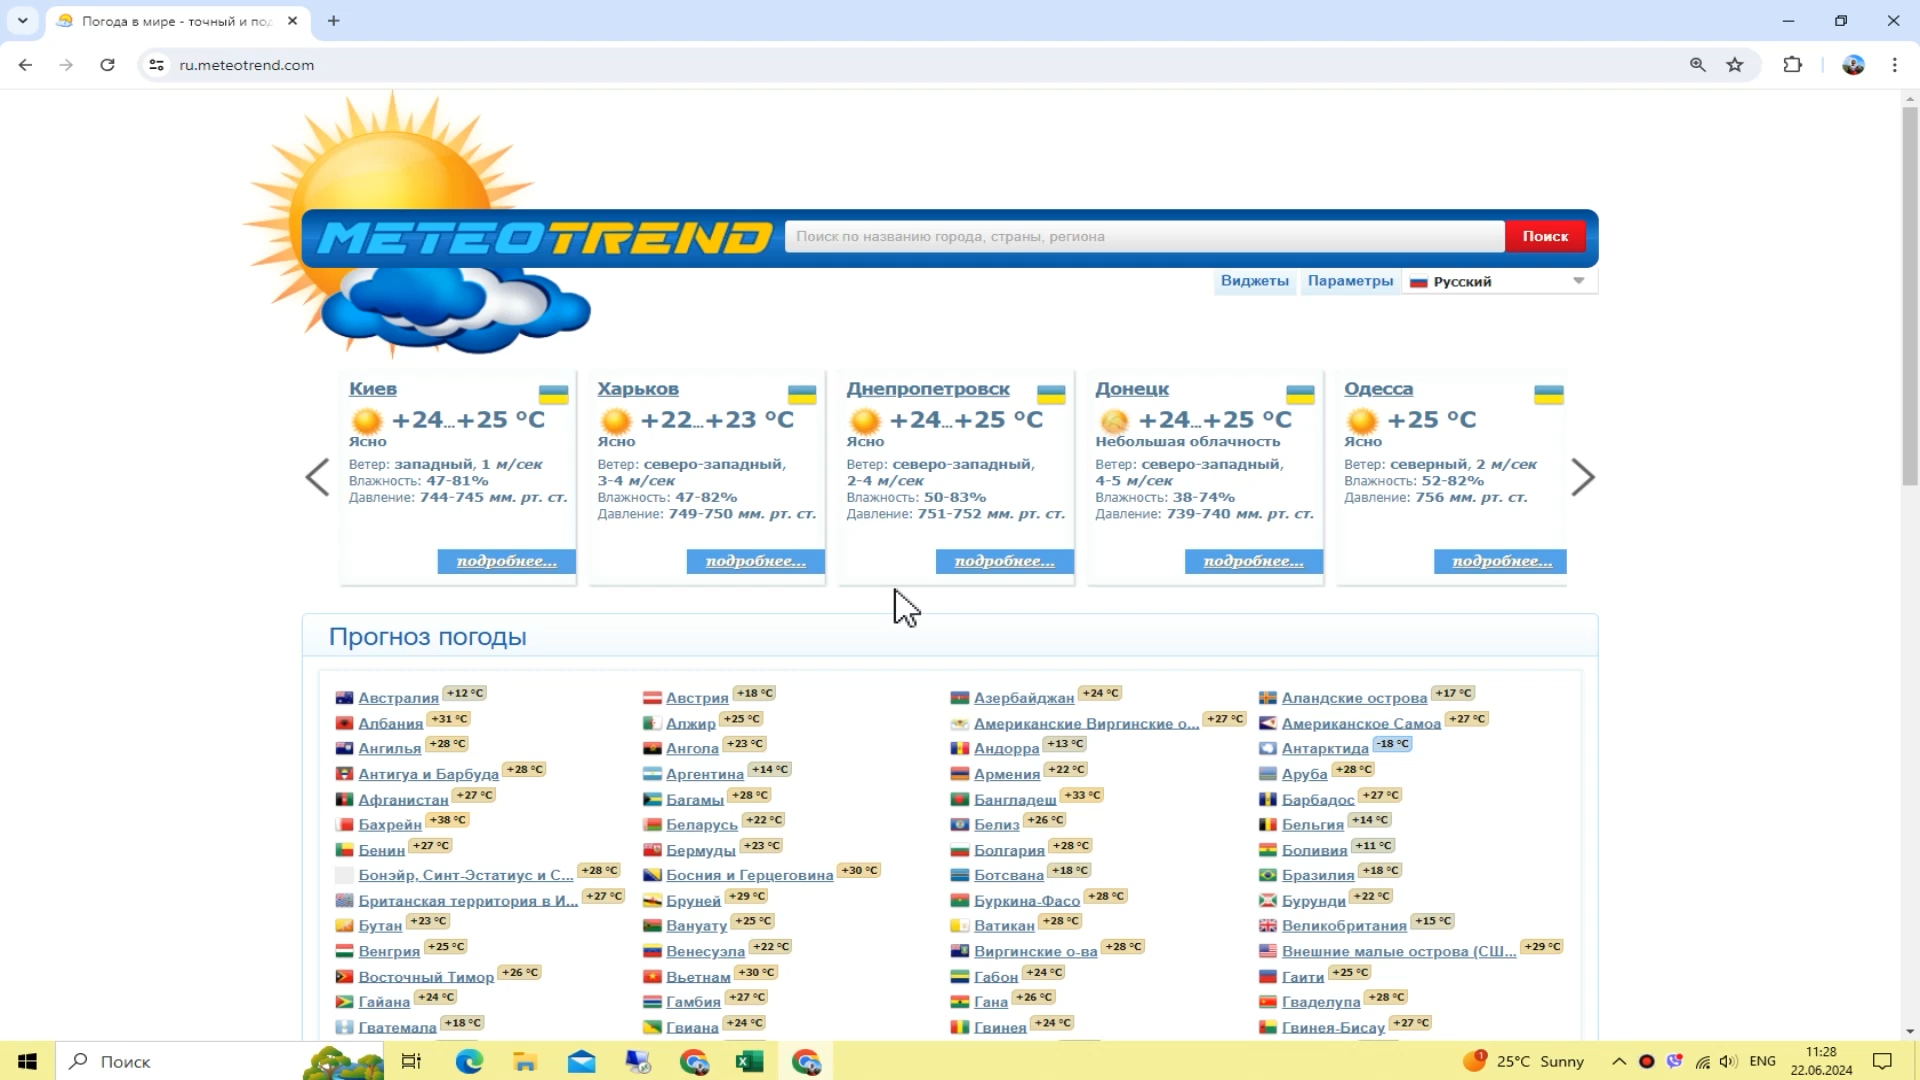 Погода в мире - точный и по
ru.meteotrend.com
METEOTREND
Поиск по названию города, страны, региона
Поиск
Виджеты Параметры Русский
Киев
+24...+25 °C
Ясно
Ветер: западный, 1 м/сек
Влажность: 47-81%
Давление: 744-745 мм. рт. ст.
подробнее...
Харьков
+22...+23 °C
Ясно
Ветер: северо-западный,
3-4 м/сек
Влажность: 47-82%
Давление: 749-750 мм. рт. ст.
подробнее...
Днепропетровск
+24...+25 °C
Ясно
Ветер: северо-западный,
2-4 м/сек
Влажность: 50-83%
Давление: 751-752 мм. рт. ст.
подробнее...
Донецк
+24...+25 °C
Небольшая облачность
Ветер: северо-западный,
4-5 м/сек
Влажность: 38-74%
Давление: 739-740 мм. рт. ст.
подробнее...
Одесса
+25 °C
Ясно
Ветер: северный, 2 м/сек
Влажность: 52-82%
Давление: 756 мм. рт. ст.
подробнее...
Прогноз погоды
Австралия +12 °C Австрия +18 °C Азербайджан +24 °C Аландские острова +17 °C
Албания +31 °C Алжир +25 °C Американские Виргинские о... +27 °C Американское Самоа +27 °C
Ангилья +28 °C Ангола +23 °C Андорра +13 °C Антарктида -18 °C
Антигуа и Барбуда +28 °C Аргентина +14 °C Армения +22 °C Аруба +28 °C
Афганистан +27 °C Багамы +28 °C Бангладеш +33 °C Барбадос +27 °C
Бахрейн +38 °C Беларусь +22 °C Белиз +26 °C Бельгия +14 °C
Бенин +27 °C Бермуды +23 °C Болгария +28 °C Боливия +11 °C
Бонэйр, Синт-Эстатиус и С... +28 °C Босния и Герцеговина +30 °C Ботсвана +18 °C Бразилия +18 °C
Британская территория в И... +27 °C Бруней +29 °C Буркина-Фасо +28 °C Бурунди +22 °C
Бутан +23 °C Вануату +25 °C Ватикан +28 °C Великобритания +15 °C
Венгрия +25 °C Венесуэла +22 °C Виргинские о-ва +28 °C Внешние малые острова (СШ... +29 °C
Восточный Тимор +26 °C Вьетнам +30 °C Габон +24 °C Гаити +25 °C
Гайана +24 °C Гамбия +27 °C Гана +26 °C Гваделупа +28 °C
Гватемала +18 °C Гвиана +24 °C Гвинея +24 °C Гвинея-Бисау +27 °C
Поиск
1
25°C Sunny
ENG
11:28
22.06.2024